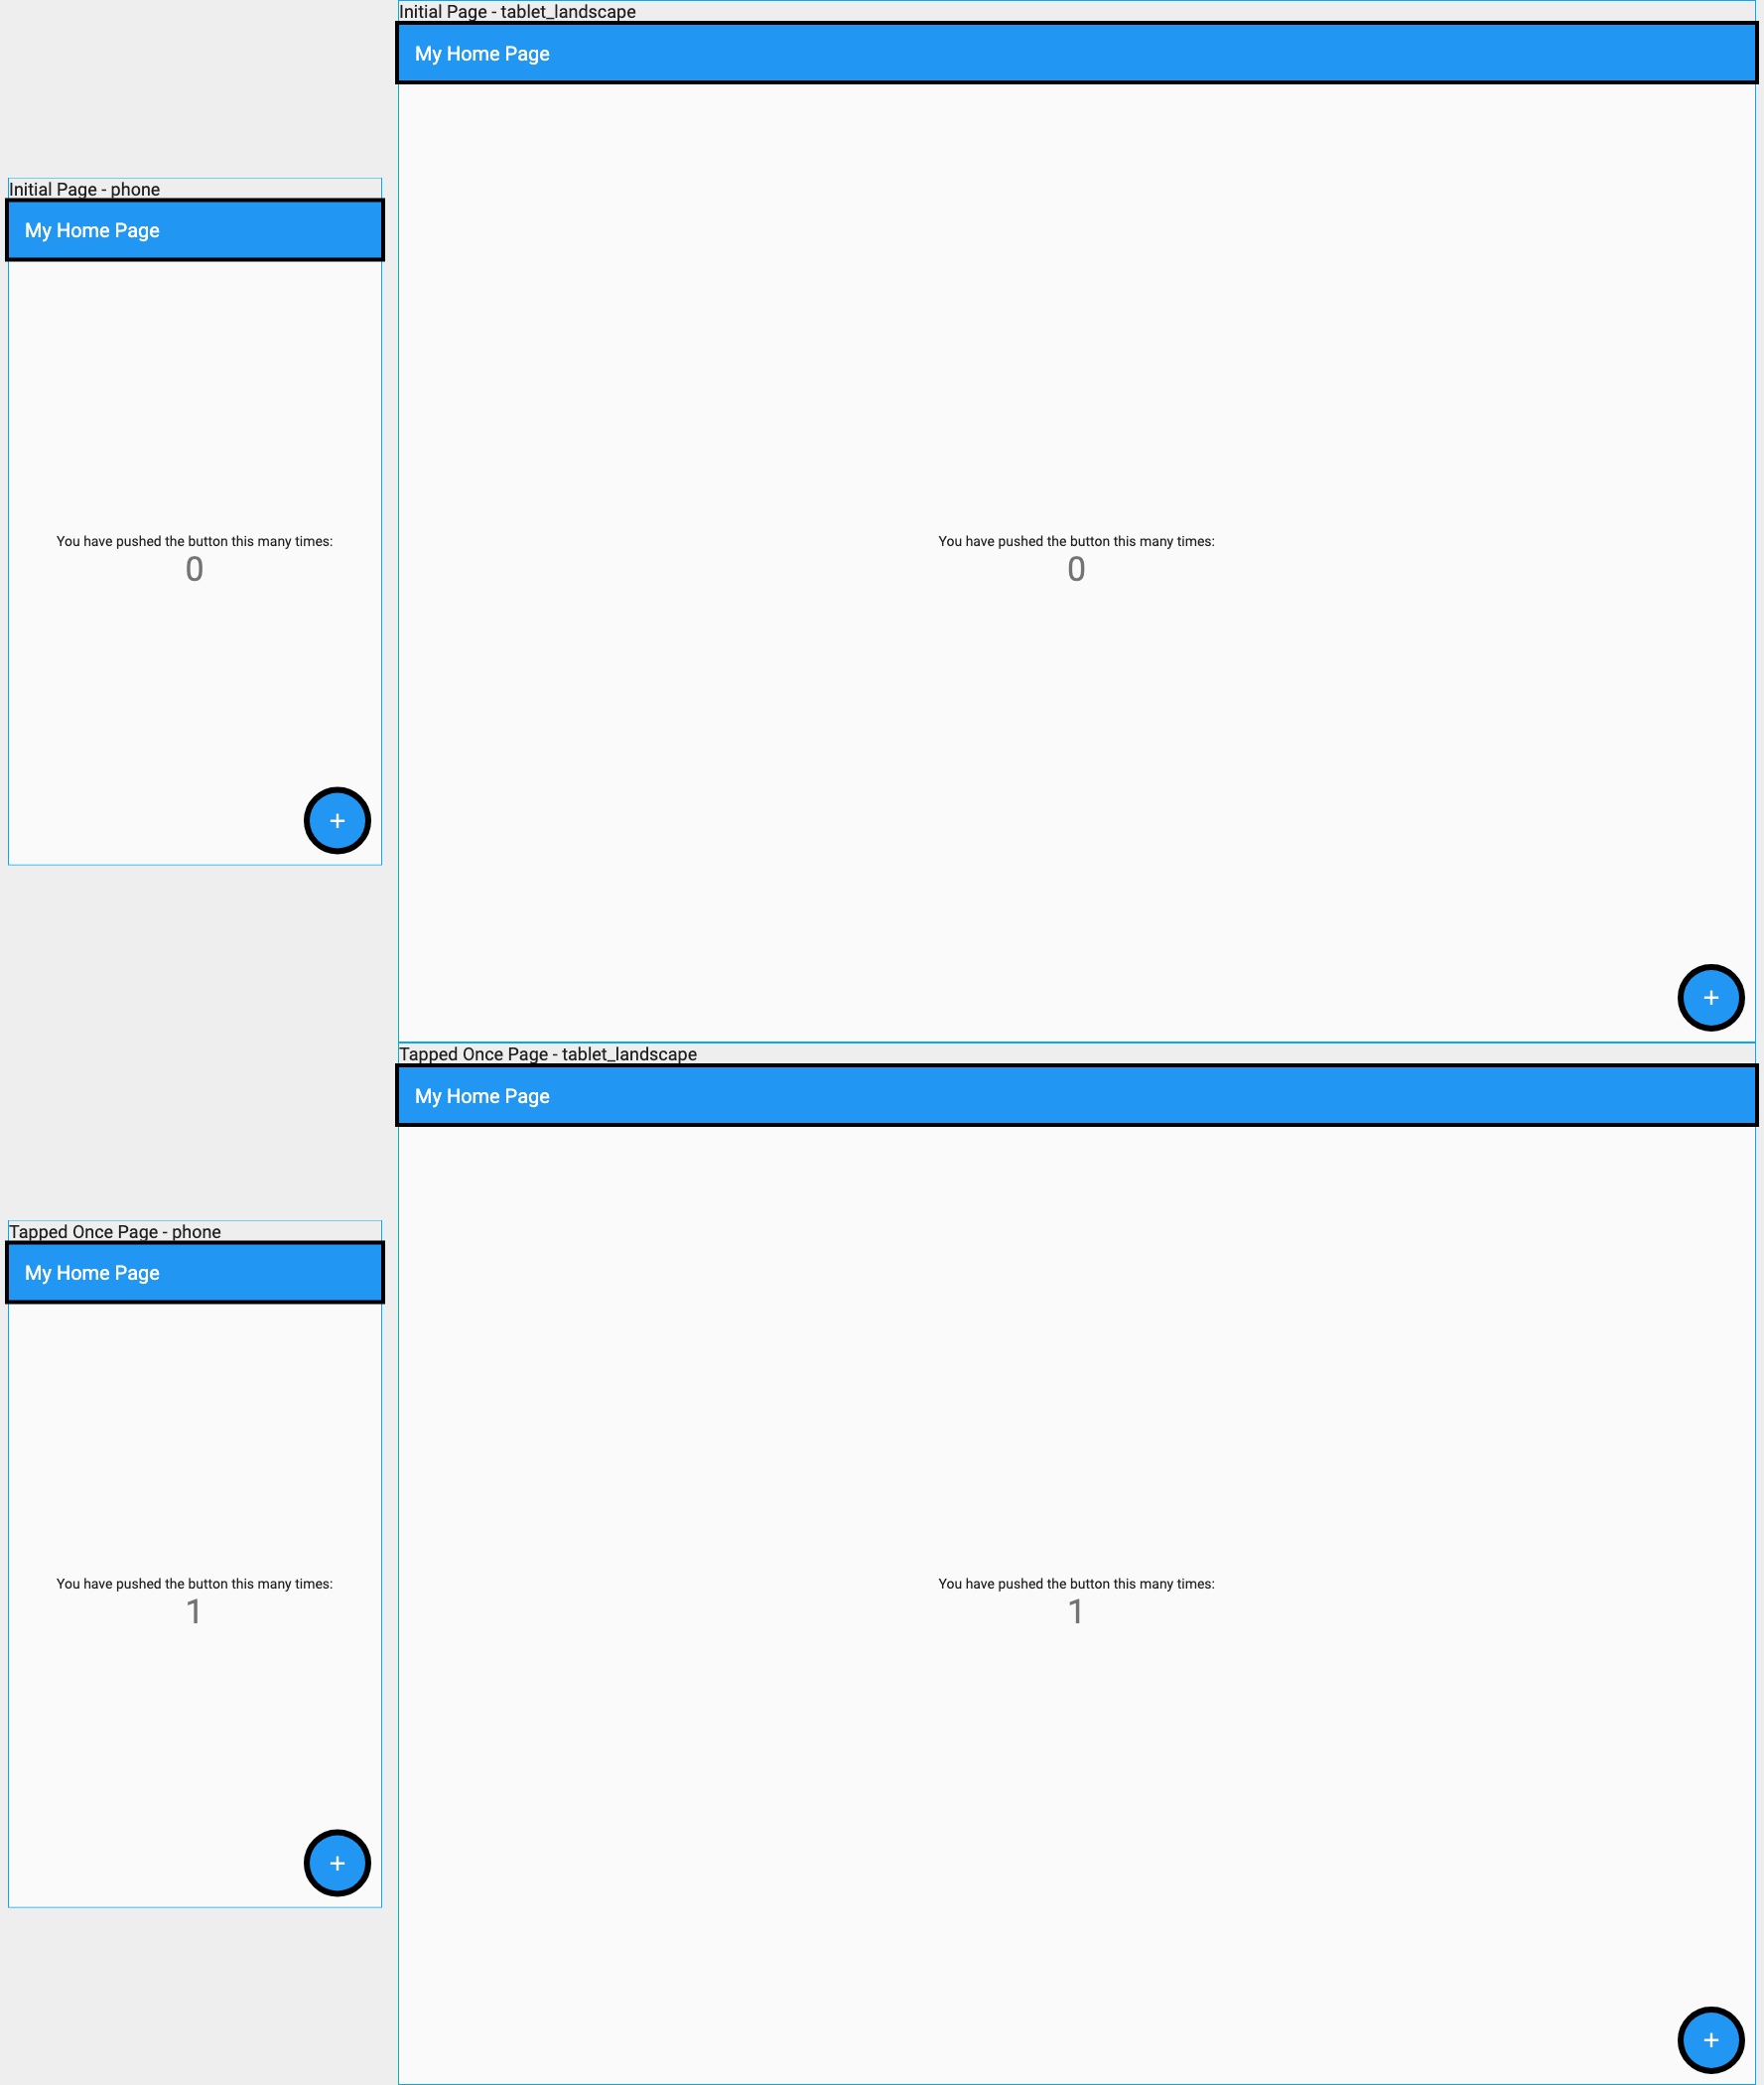 Initial Page - phone
My Home Page
You have pushed the button this many times:
0
+
Initial Page - tablet_landscape
My Home Page
You have pushed the button this many times:
0
+
Tapped Once Page - phone
My Home Page
You have pushed the button this many times:
1
+
Tapped Once Page - tablet_landscape
My Home Page
You have pushed the button this many times:
1
+